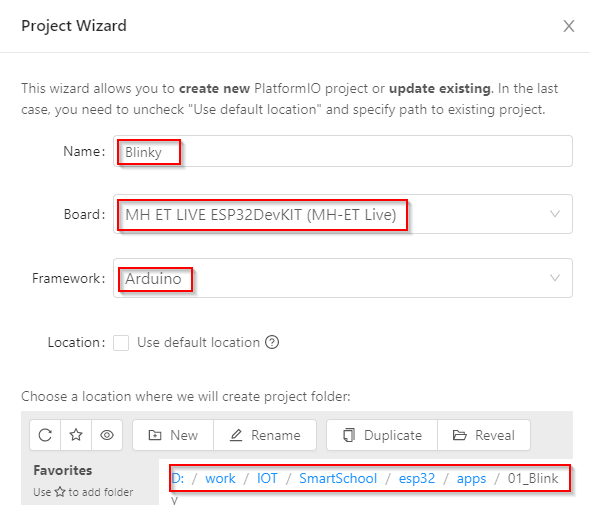 Project Wizard
This wizard allows you to create new PlatformIO project or update existing. In the last
case, you need to uncheck "Use default location" and specify path to existing project.
Name: Blinky
Board: MH ET LIVE ESP32DevKIT (MH-ET Live)
Framework: Arduino
Location: Use default location
Choose a location where we will create project folder:
New Rename Duplicate Reveal
Favorites
D: / work / IOT / SmartSchool / esp32 / apps / 01_Blink
y
Use ☆ to add folder